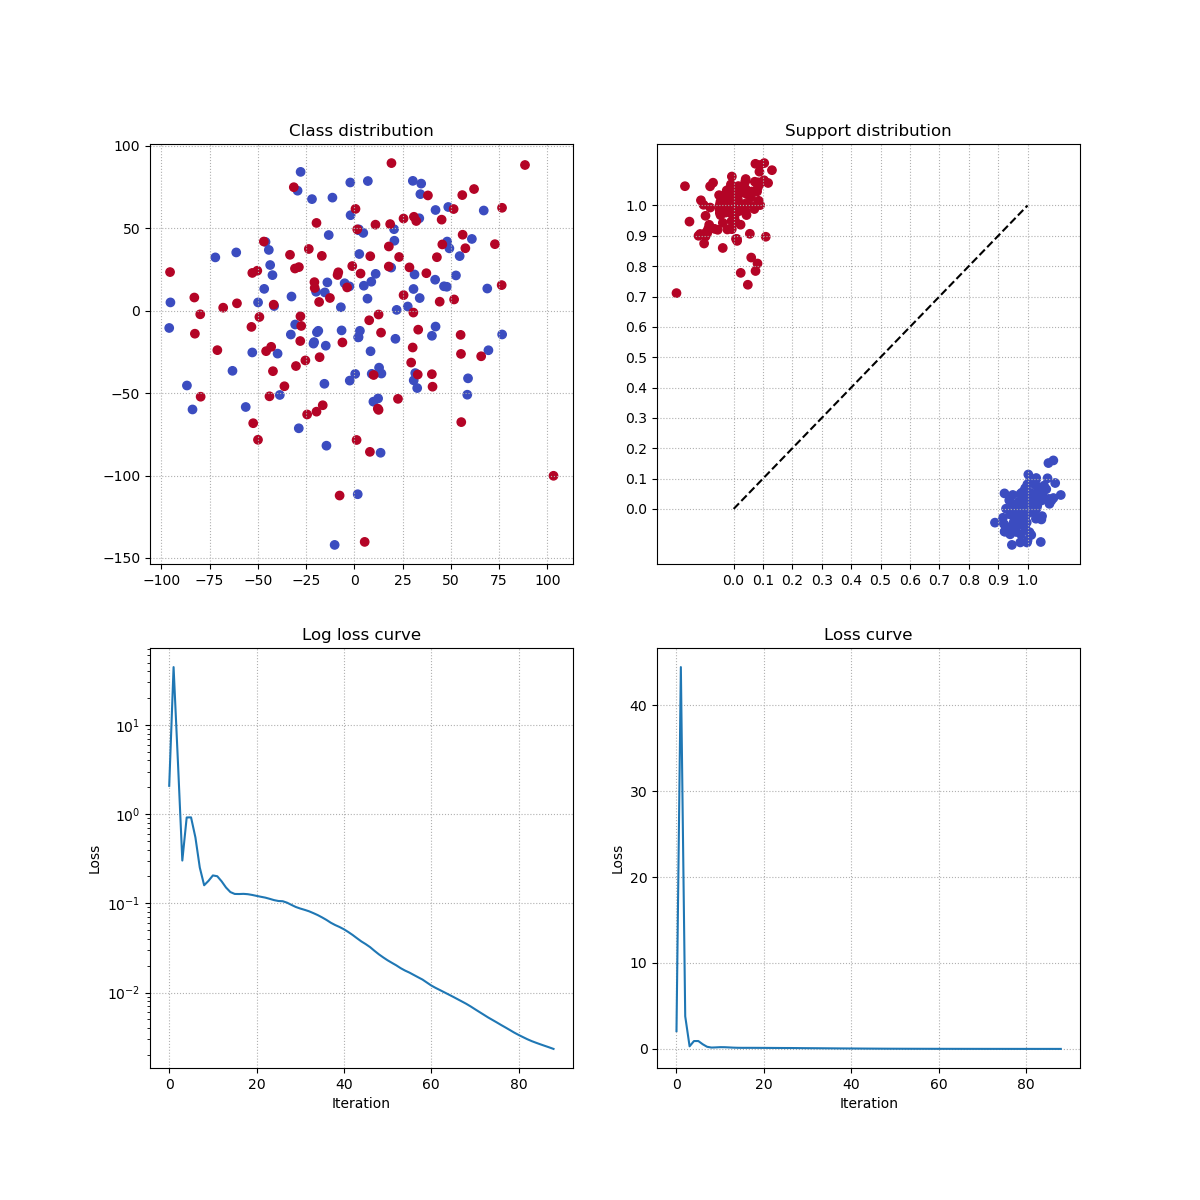 Class distribution
100
50
0
−50
−100
−150
−100 −75 −50 −25 0 25 50 75 100
Support distribution
1.0
0.9
0.8
0.7
0.6
0.5
0.4
0.3
0.2
0.1
0.0
0.0 0.1 0.2 0.3 0.4 0.5 0.6 0.7 0.8 0.9 1.0
Log loss curve
Loss
10¹
10⁰
10⁻¹
10⁻²
0 20 40 60 80
Iteration
Loss curve
Loss
40
30
20
10
0
0 20 40 60 80
Iteration